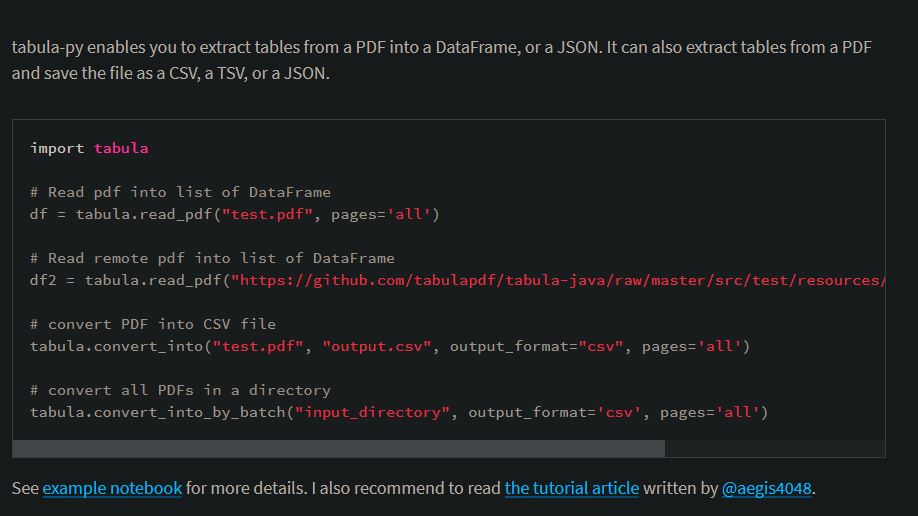 tabula-py enables you to extract tables from a PDF into a DataFrame, or a JSON. It can also extract tables from a PDF
and save the file as a CSV, a TSV, or a JSON.
import tabula
# Read pdf into list of DataFrame
df = tabula.read_pdf("test.pdf", pages='all')
# Read remote pdf into list of DataFrame
df2 = tabula.read_pdf("https://github.com/tabulapdf/tabula-java/raw/master/src/test/resources/
# convert PDF into CSV file
tabula.convert_into("test.pdf", "output.csv", output_format="csv", pages='all')
# convert all PDFs in a directory
tabula.convert_into_by_batch("input_directory", output_format='csv', pages='all')
See example notebook for more details. I also recommend to read the tutorial article written by @aegis4048.